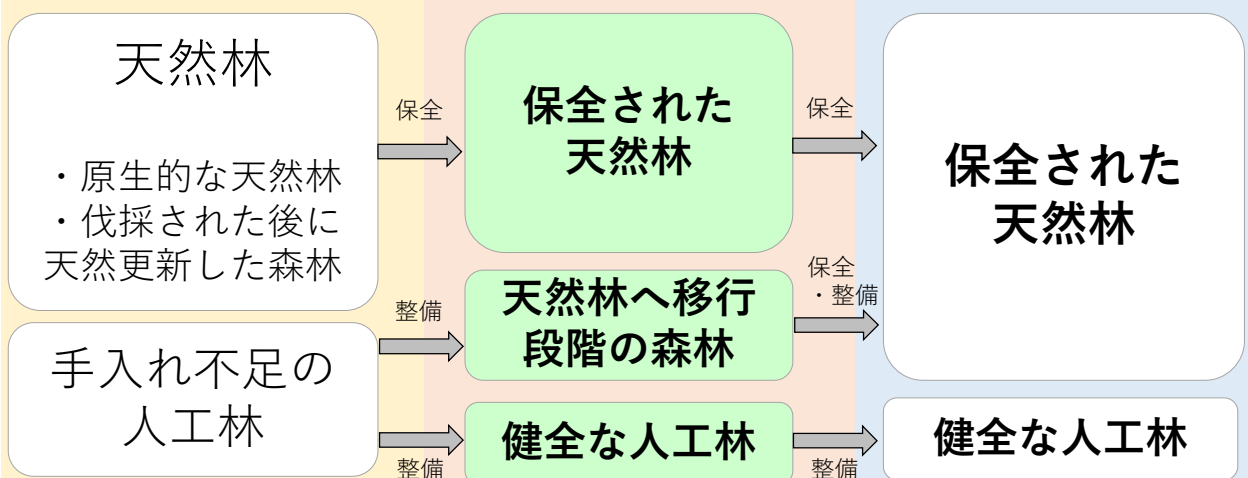 天然林
・原生的な天然林
・伐採された後に
天然更新した森林
手入れ不足の
人工林
保全
整備
整備
保全された
天然林
天然林へ移行
段階の森林
健全な人工林
保全
保全
・整備
整備
保全された
天然林
健全な人工林